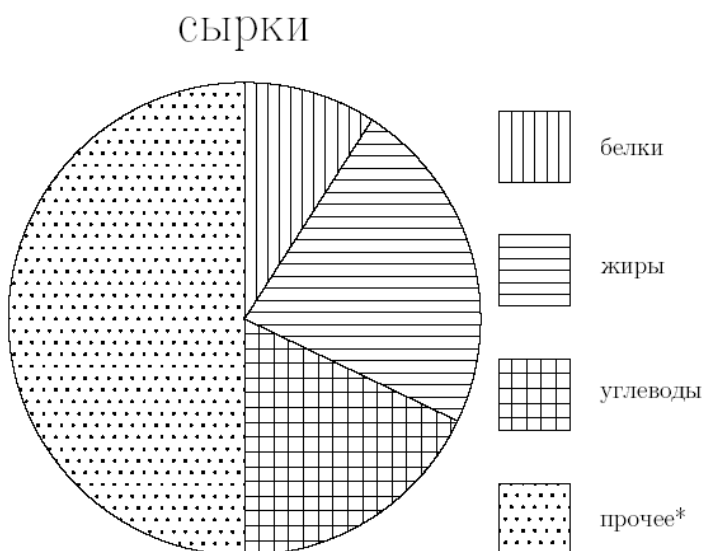 сырки
белки
жиры
углеводы
прочее*